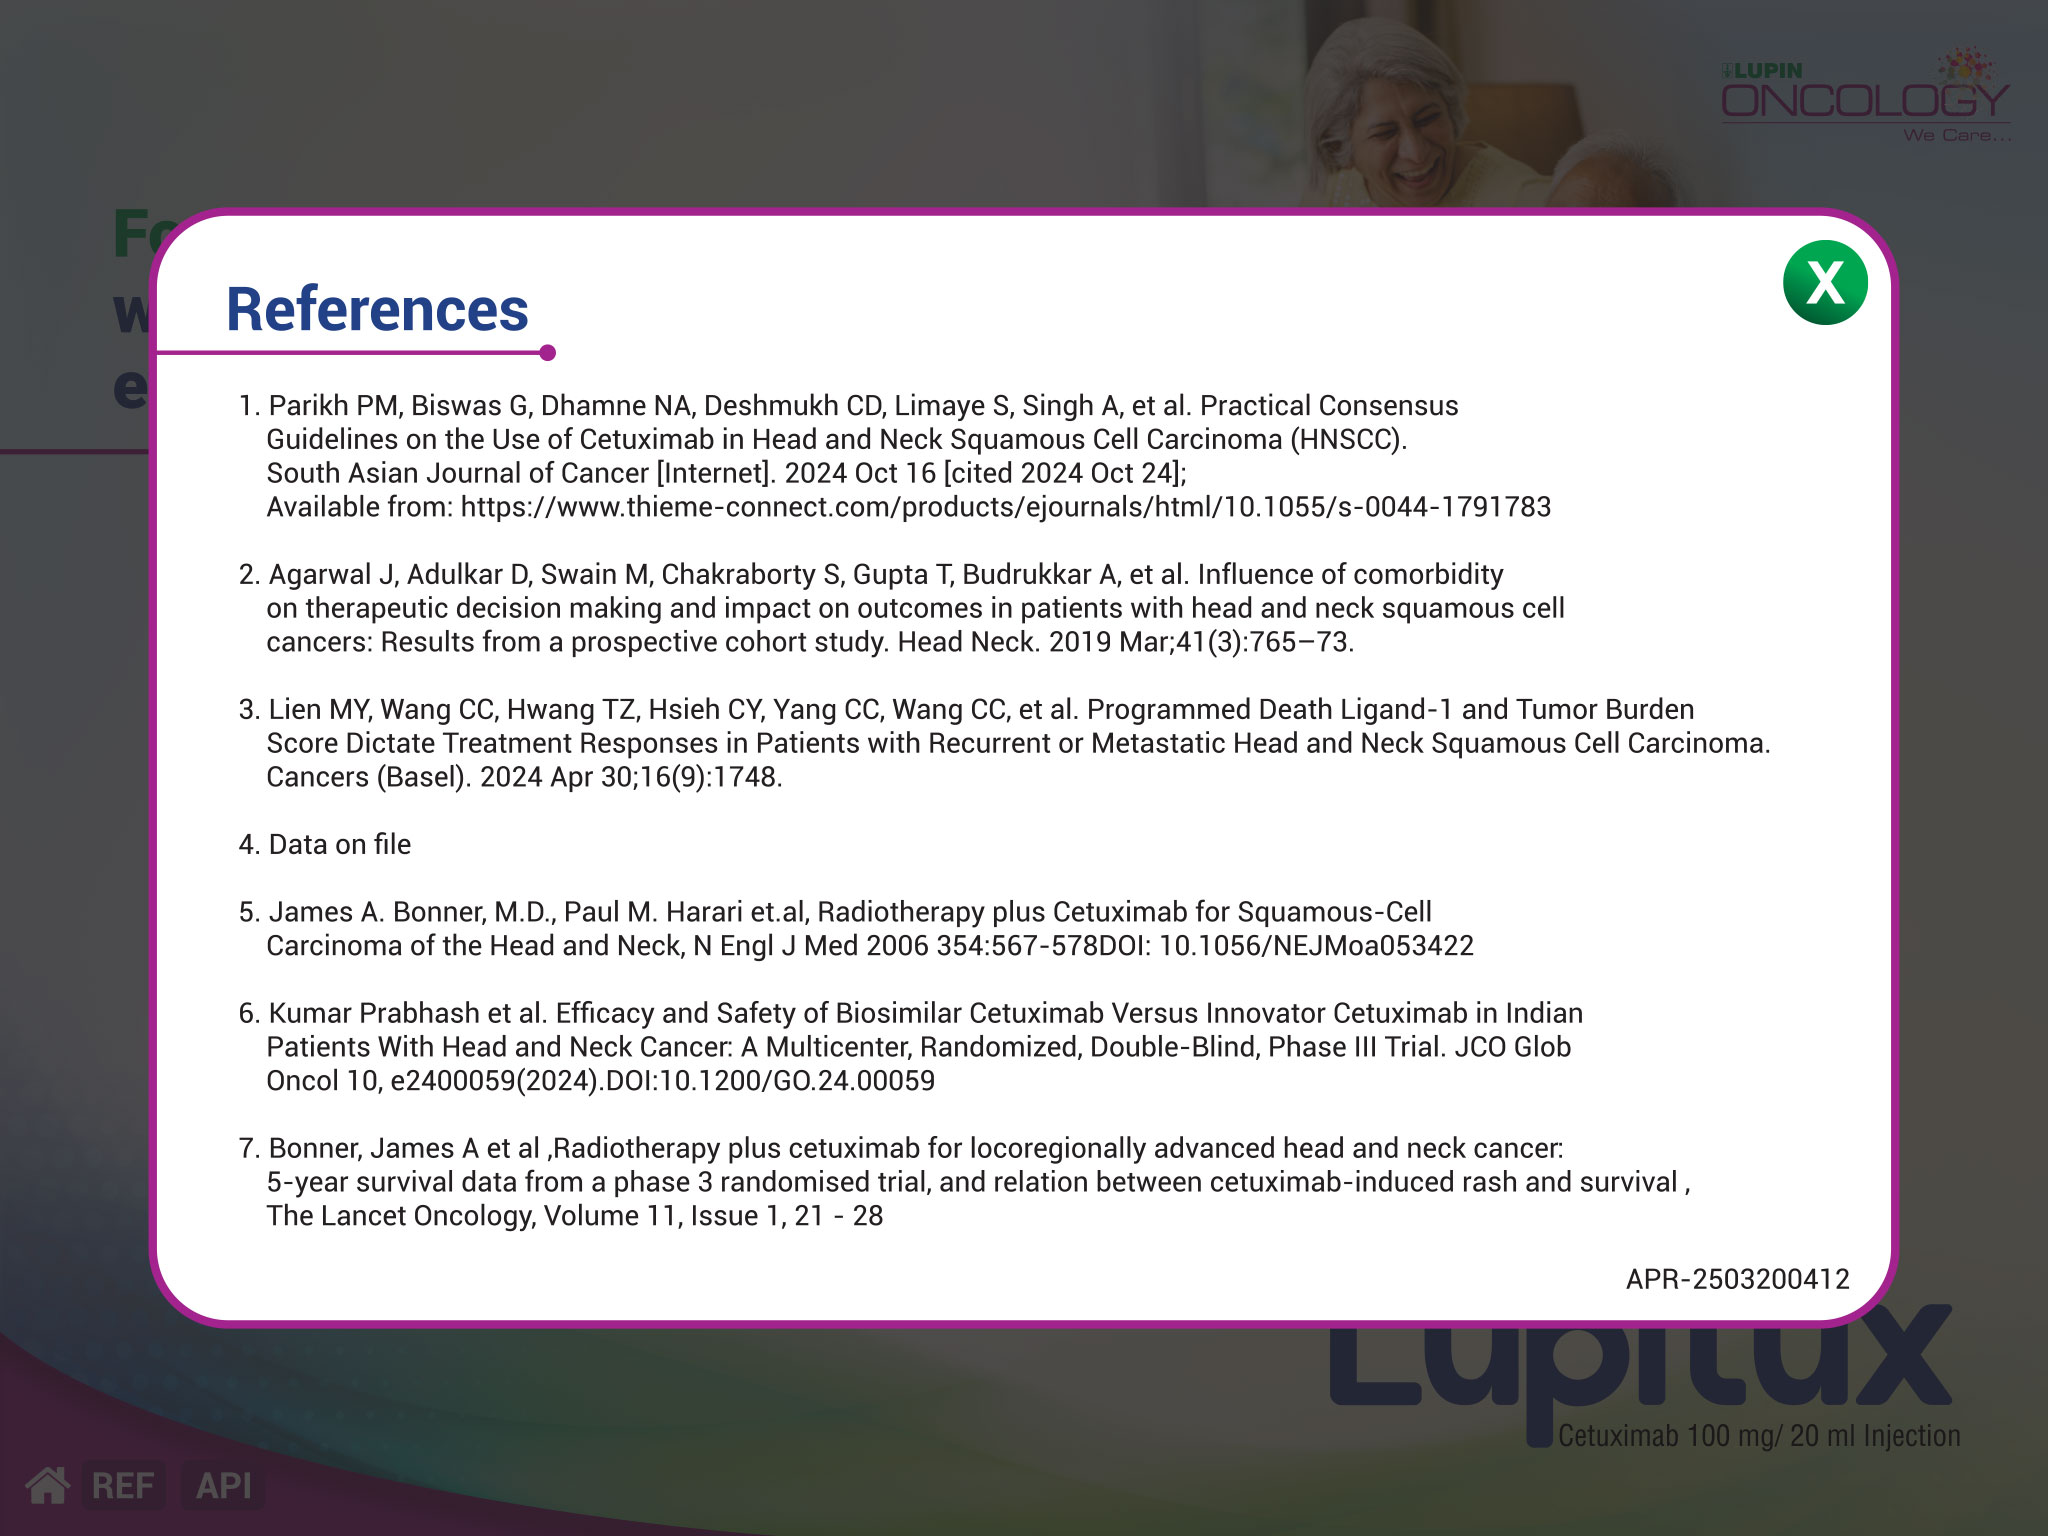 LUPIN
ONCOLOGY
We Care...
References
X
1. Parikh PM, Biswas G, Dhamne NA, Deshmukh CD, Limaye S, Singh A, et al. Practical Consensus
Guidelines on the Use of Cetuximab in Head and Neck Squamous Cell Carcinoma (HNSCC).
South Asian Journal of Cancer [Internet]. 2024 Oct 16 [cited 2024 Oct 24];
Available from: https://www.thieme-connect.com/products/ejournals/html/10.1055/s-0044-1791783
2. Agarwal J, Adulkar D, Swain M, Chakraborty S, Gupta T, Budrukkar A, et al. Influence of comorbidity
on therapeutic decision making and impact on outcomes in patients with head and neck squamous cell
cancers: Results from a prospective cohort study. Head Neck. 2019 Mar;41(3):765–73.
3. Lien MY, Wang CC, Hwang TZ, Hsieh CY, Yang CC, Wang CC, et al. Programmed Death Ligand-1 and Tumor Burden
Score Dictate Treatment Responses in Patients with Recurrent or Metastatic Head and Neck Squamous Cell Carcinoma.
Cancers (Basel). 2024 Apr 30;16(9):1748.
4. Data on file
5. James A. Bonner, M.D., Paul M. Harari et.al, Radiotherapy plus Cetuximab for Squamous-Cell
Carcinoma of the Head and Neck, N Engl J Med 2006 354:567-578DOI: 10.1056/NEJMoa053422
6. Kumar Prabhash et al. Efficacy and Safety of Biosimilar Cetuximab Versus Innovator Cetuximab in Indian
Patients With Head and Neck Cancer: A Multicenter, Randomized, Double-Blind, Phase III Trial. JCO Glob
Oncol 10, e2400059(2024).DOI:10.1200/GO.24.00059
7. Bonner, James A et al ,Radiotherapy plus cetuximab for locoregionally advanced head and neck cancer:
5-year survival data from a phase 3 randomised trial, and relation between cetuximab-induced rash and survival ,
The Lancet Oncology, Volume 11, Issue 1, 21 - 28
APR-2503200412
Lupitux
Cetuximab 100 mg/ 20 ml Injection
REF
API